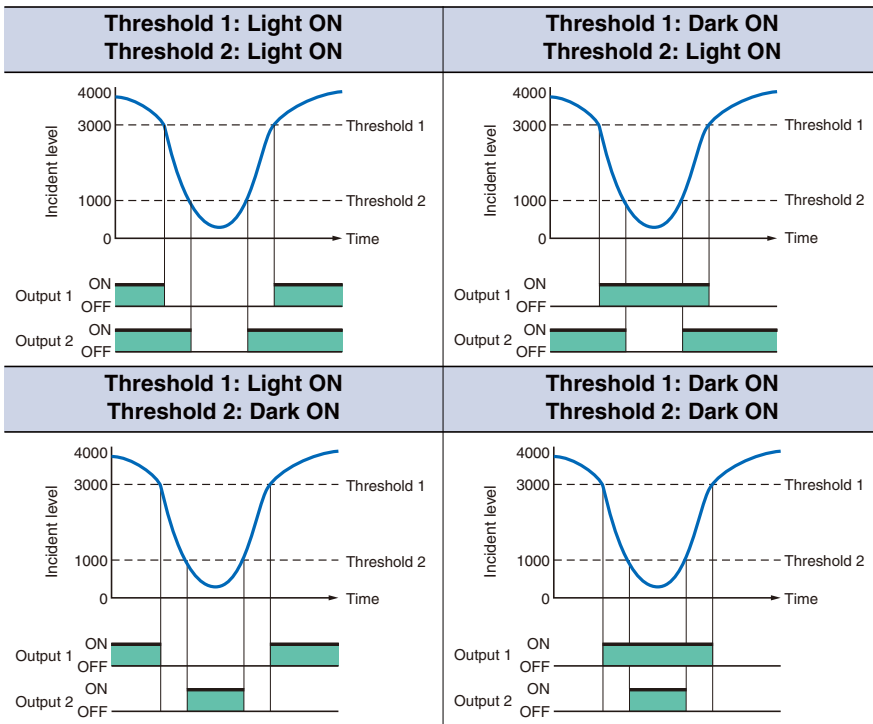 Threshold 1: Light ON
Threshold 2: Light ON
4000
3000
1000
0
Incident level
Threshold 1
Threshold 2
Time
Output 1
ON
OFF
Output 2
ON
OFF
Threshold 1: Dark ON
Threshold 2: Light ON
4000
3000
1000
0
Incident level
Threshold 1
Threshold 2
Time
Output 1
ON
OFF
Output 2
ON
OFF
Threshold 1: Light ON
Threshold 2: Dark ON
4000
3000
1000
0
Incident level
Threshold 1
Threshold 2
Time
Output 1
ON
OFF
Output 2
ON
OFF
Threshold 1: Dark ON
Threshold 2: Dark ON
4000
3000
1000
0
Incident level
Threshold 1
Threshold 2
Time
Output 1
ON
OFF
Output 2
ON
OFF